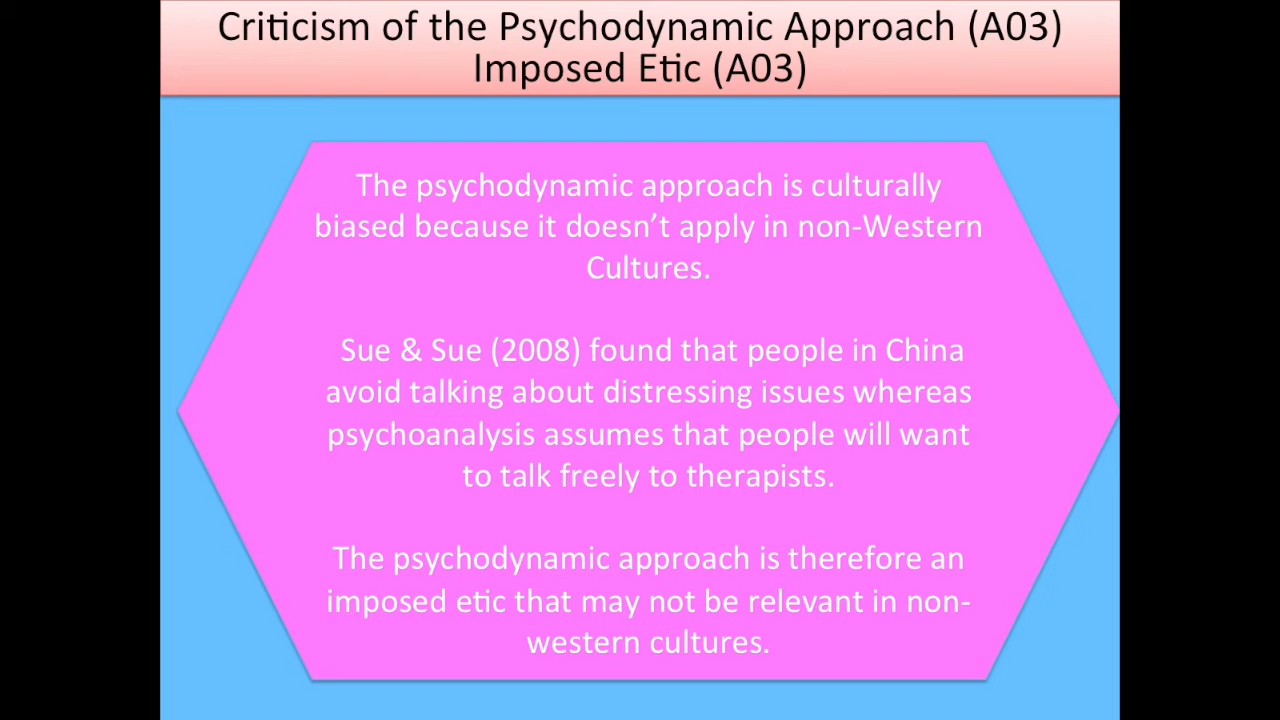 Criticism of the Psychodynamic Approach (A03)
Imposed Etic (A03)
The psychodynamic approach is culturally
biased because it doesn’t apply in non-Western
Cultures.
Sue & Sue (2008) found that people in China
avoid talking about distressing issues whereas
psychoanalysis assumes that people will want
to talk freely to therapists.
The psychodynamic approach is therefore an
imposed etic that may not be relevant in non-
western cultures.